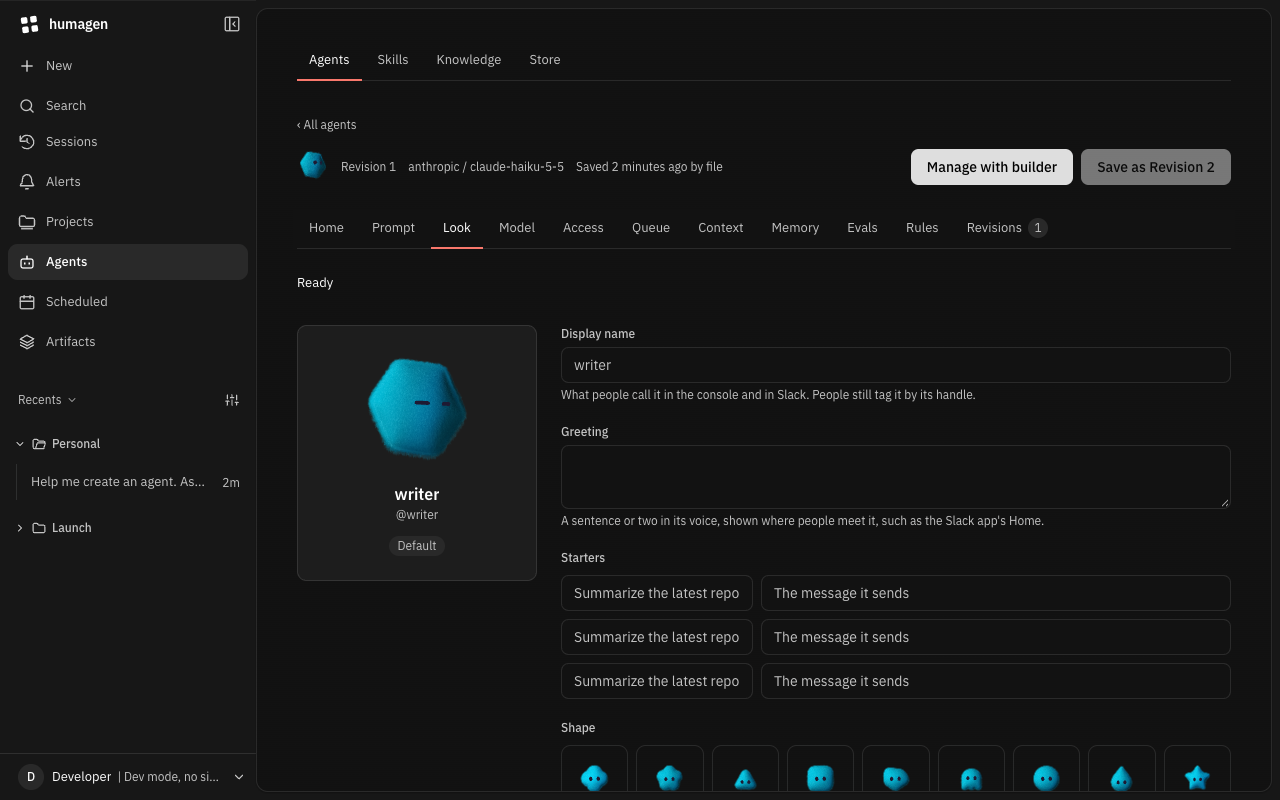 humagen
New
Search
Sessions
Alerts
Projects
Agents
Scheduled
Artifacts
Recents
Personal
Help me create an agent. As... 2m
Launch
D Developer | Dev mode, no si...
Agents Skills Knowledge Store
‹ All agents
Revision 1 anthropic / claude-haiku-5-5 Saved 2 minutes ago by file
Manage with builder Save as Revision 2
Home Prompt Look Model Access Queue Context Memory Evals Rules Revisions 1
Ready
writer
@writer
Default
Display name
writer
What people call it in the console and in Slack. People still tag it by its handle.
Greeting
A sentence or two in its voice, shown where people meet it, such as the Slack app's Home.
Starters
Summarize the latest repo The message it sends
Summarize the latest repo The message it sends
Summarize the latest repo The message it sends
Shape